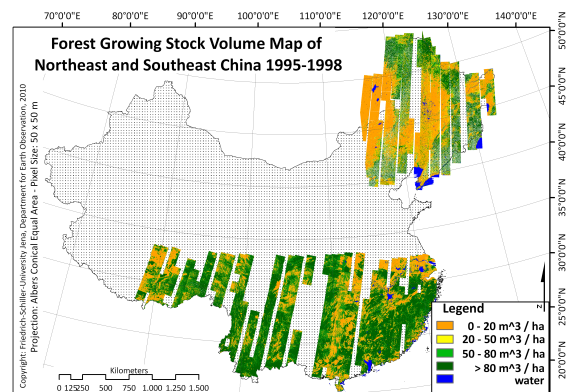 70°0'0"E 80°0'0"E 90°0'0"E 100°0'0"E 110°0'0"E 120°0'0"E 130°0'0"E 140°0'0"E
Forest Growing Stock Volume Map of
Northeast and Southeast China 1995-1998
50°0'0"N
45°0'0"N
40°0'0"N
35°0'0"N
30°0'0"N
25°0'0"N
20°0'0"N
Copyright: Friedrich-Schiller-University Jena, Department for Earth Observation, 2010
Projection: Albers Conical Equal Area - Pixel Size: 50 x 50 m
z
Legend
0 - 20 m^3 / ha
20 - 50 m^3 / ha
50 - 80 m^3 / ha
> 80 m^3 / ha
water
Kilometers
0 125250 500 750 1.000 1.250 1.500